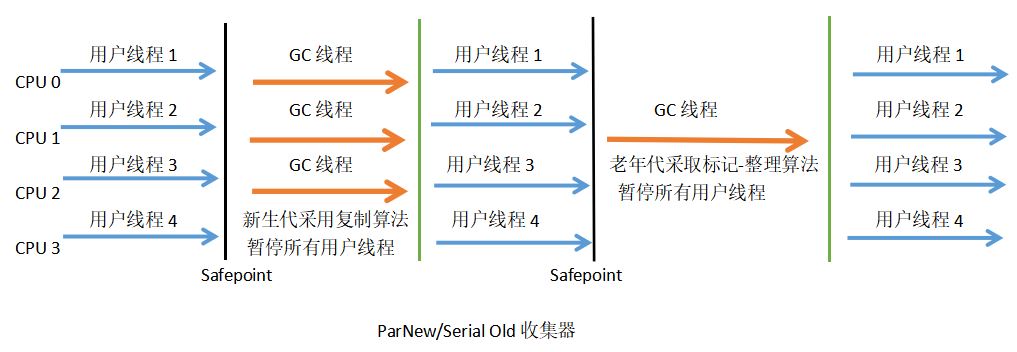 用户线程 1 GC 线程 用户线程 1 用户线程 1
CPU 0
用户线程 2 GC 线程 用户线程 2 GC 线程 用户线程 2
CPU 1
用户线程 3 GC 线程 用户线程 3 老年代采取标记-整理算法 用户线程 3
CPU 2 暂停所有用户线程
用户线程 4 新生代采用复制算法 用户线程 4 用户线程 4
CPU 3 暂停所有用户线程
Safepoint Safepoint
ParNew/Serial Old 收集器